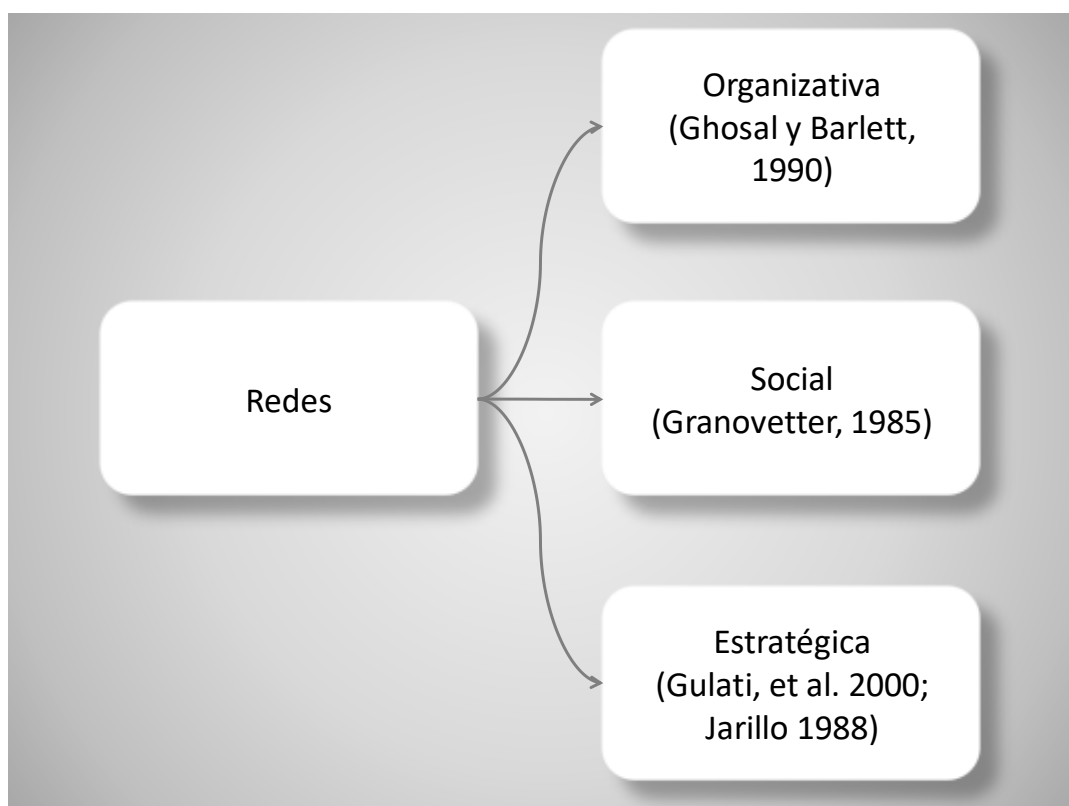 Redes
Organizativa
(Ghosal y Barlett,
1990)
Social
(Granovetter, 1985)
Estratégica
(Gulati, et al. 2000;
Jarillo 1988)